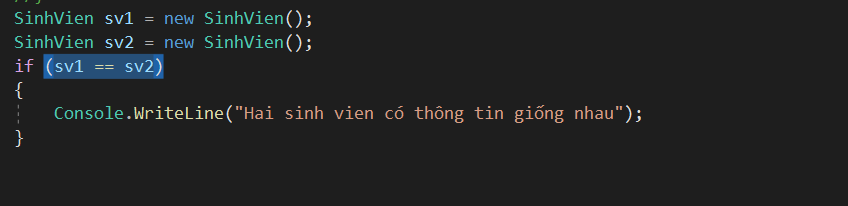 SinhVien sv1 = new SinhVien();
SinhVien sv2 = new SinhVien();
if (sv1 == sv2)
{
Console.WriteLine("Hai sinh vien có thông tin giống nhau");
}